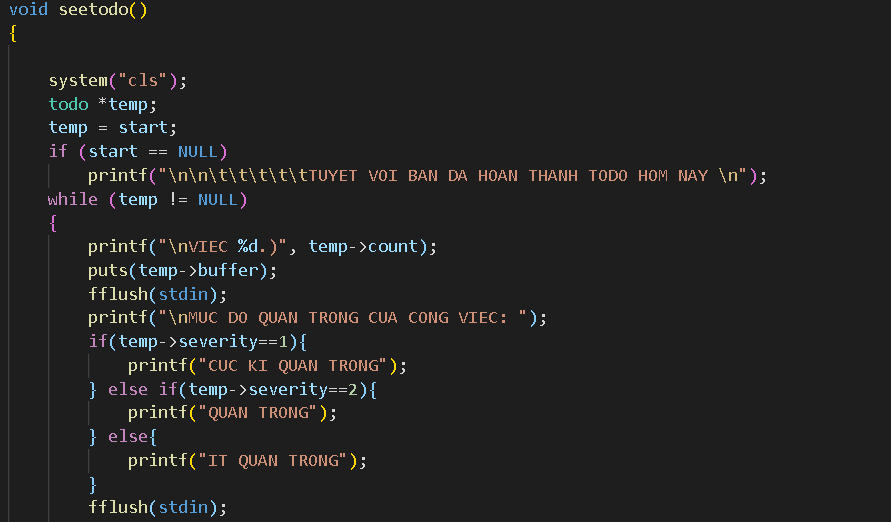 void seetodo()
{
system("cls");
todo *temp;
temp = start;
if (start == NULL)
printf("\n\n\t\t\t\t\tTUYET VOI BAN DA HOAN THANH TODO HOM NAY \n");
while (temp != NULL)
{
printf("\nVIEC %d.)", temp->count);
puts(temp->buffer);
fflush(stdin);
printf("\nMUC DO QUAN TRONG CUA CONG VIEC: ");
if(temp->severity==1){
printf("CUC KI QUAN TRONG");
} else if(temp->severity==2){
printf("QUAN TRONG");
} else{
printf("IT QUAN TRONG");
}
fflush(stdin);